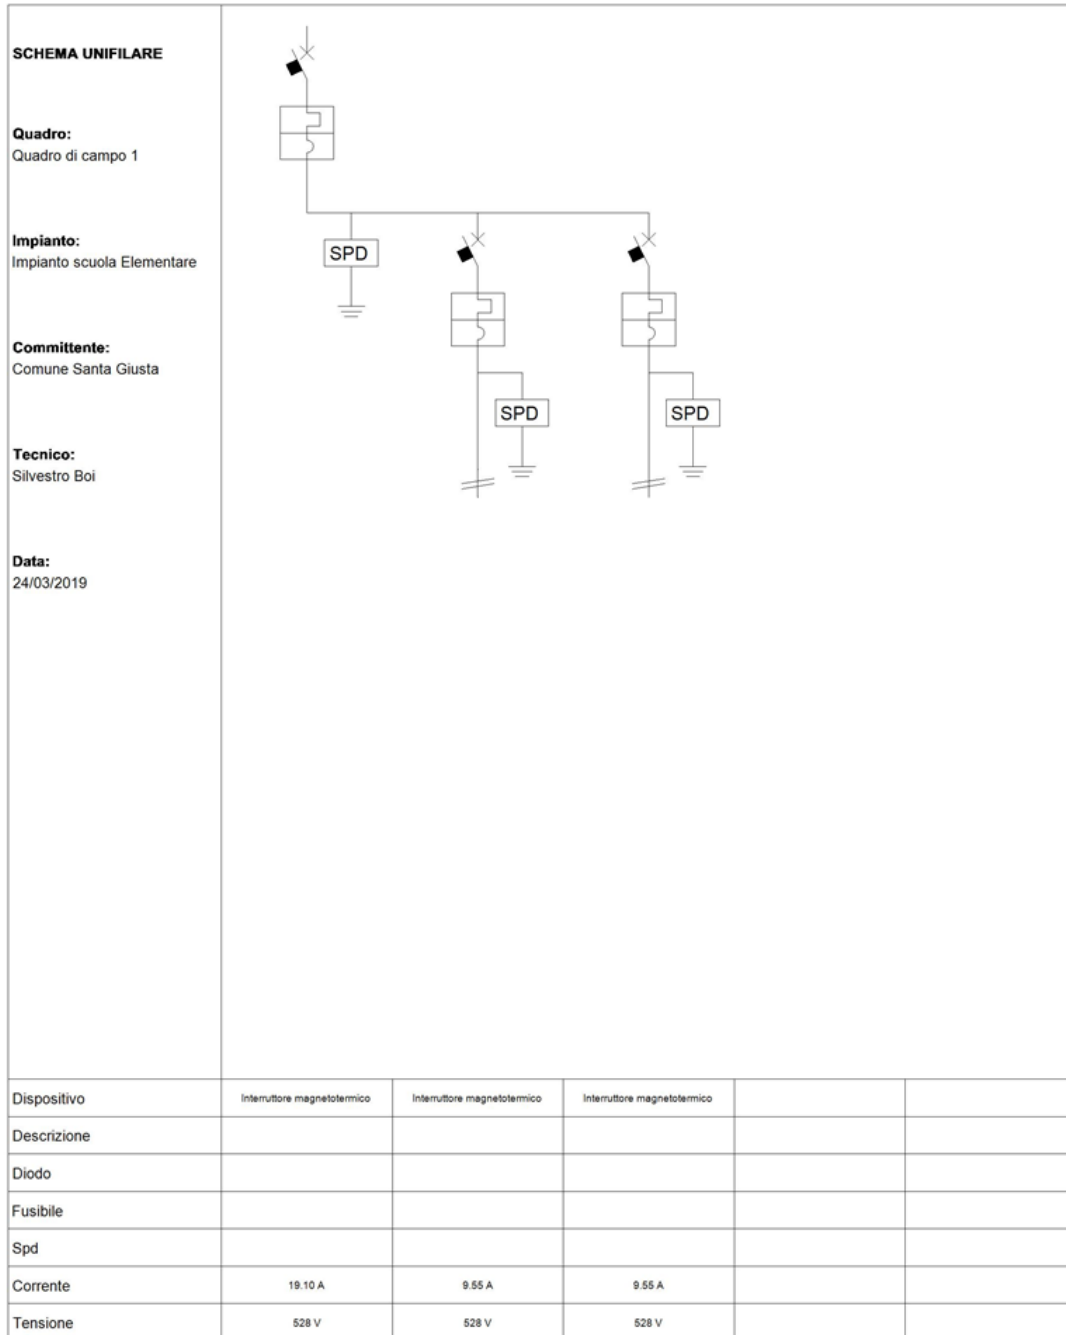 SCHEMA UNIFILARE
Quadro:
Quadro di campo 1
Impianto:
Impianto scuola Elementare
Committente:
Comune Santa Giusta
Tecnico:
Silvestro Boi
Data:
24/03/2019
SPD
SPD SPD
Dispositivo Interruttore magnetotermico Interruttore magnetotermico Interruttore magnetotermico
Descrizione
Diodo
Fusibile
Spd
Corrente 19.10 A 9.55 A 9.55 A
Tensione 528 V 528 V 528 V